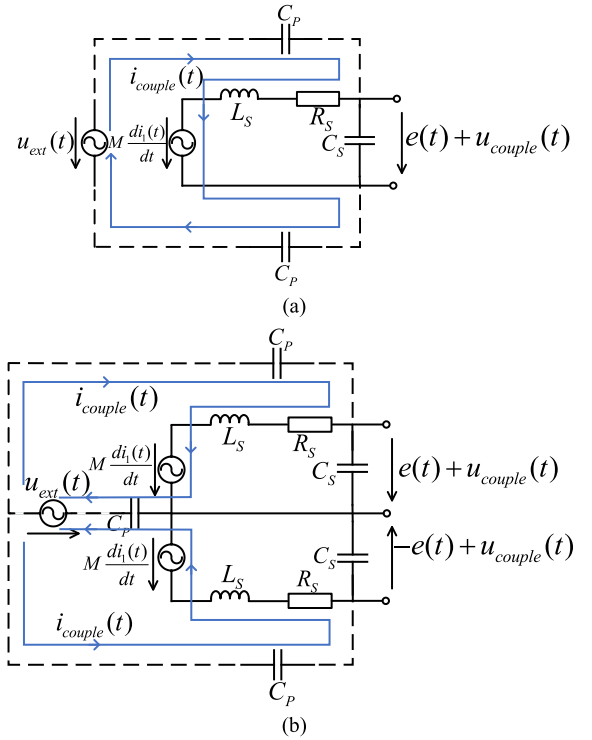 C_P
i_couple(t)
L_S
R_S
C_S
u_ext(t)
M di_1(t)/dt
e(t) + u_couple(t)
C_P
(a)
C_P
i_couple(t)
L_S
R_S
M di_1(t)/dt
C_S
e(t) + u_couple(t)
u_ext(t)
C_P
M di_1(t)/dt
L_S
R_S
C_S
-e(t) + u_couple(t)
i_couple(t)
C_P
(b)